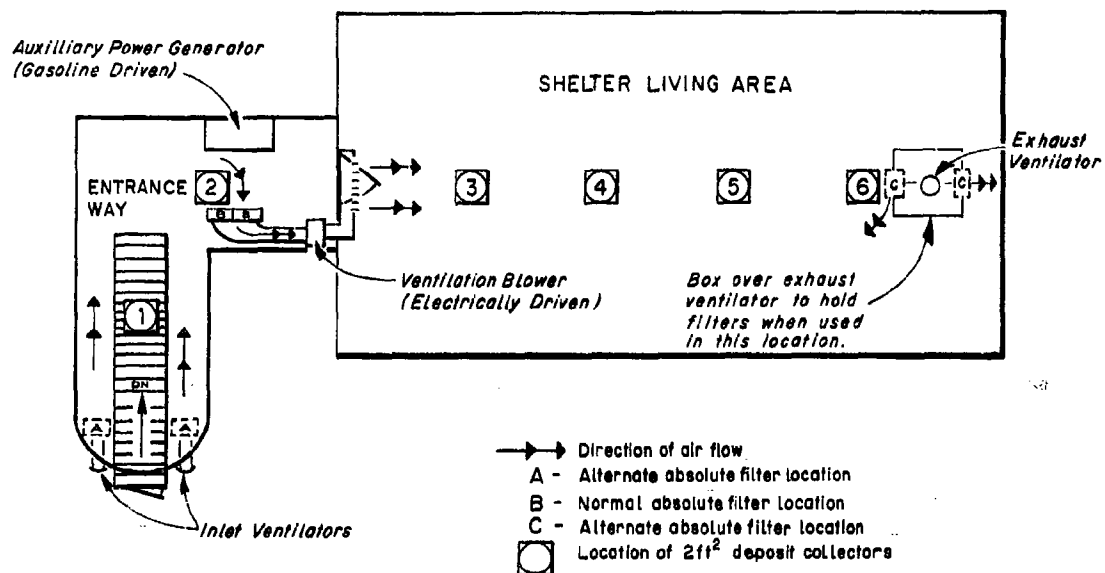 Auxilliary Power Generator
(Gasoline Driven)
SHELTER LIVING AREA
Exhaust
Ventilator
ENTRANCE
WAY
2
3
4
5
6
C
C
B
B
Ventilation Blower
(Electrically Driven)
Box over exhaust
ventilator to hold
filters when used
in this location.
1
DN
A
A
Inlet Ventilators
Direction of air flow
A - Alternate absolute filter location
B - Normal absolute filter location
C - Alternate absolute filter location
Location of 2ft² deposit collectors